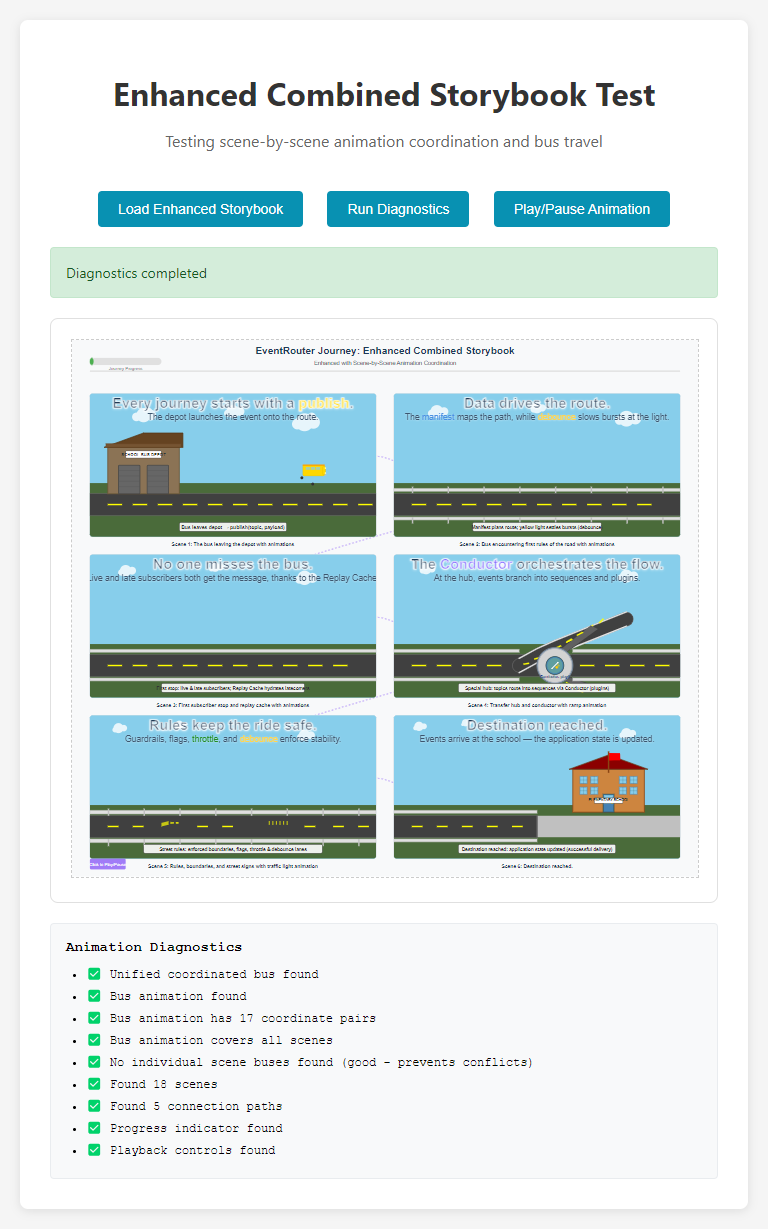 Enhanced Combined Storybook Test
Testing scene-by-scene animation coordination and bus travel
Load Enhanced Storybook
Run Diagnostics
Play/Pause Animation
Diagnostics completed
EventRouter Journey: Enhanced Combined Storybook
Enhanced with Scene-by-Scene Animation Coordination
Journey Progress
Every journey starts with a publish.
The depot launches the event onto the route.
SCHOOL BUS DEPOT
Bus leaves depot → publish(topic, payload)
Scene 1: The bus leaving the depot with animations
Data drives the route.
The manifest maps the path, while debounce slows bursts at the light.
Manifest plans route; yellow light settles bursts (debounce
Scene 2: Bus encountering first rules of the road with animations
No one misses the bus.
ive and late subscribers both get the message, thanks to the Replay Cache
First stop: live & late subscribers; Replay Cache hydrates latecomers
Scene 3: First subscriber stop and replay cache with animations
The Conductor orchestrates the flow.
At the hub, events branch into sequences and plugins.
Special hub: topics route into sequences via Conductor (plugins)
Scene 4: Transfer hub and conductor with ramp animation
Rules keep the ride safe.
Guardrails, flags, throttle, and debounce enforce stability.
Street rules: enforced boundaries, flags, throttle & debounce lanes
Click to Play/Pause
Scene 5: Rules, boundaries, and street signs with traffic light animation
Destination reached.
Events arrive at the school — the application state is updated.
Destination reached: application state updated (successful delivery)
Scene 6: Destination reached.
Animation Diagnostics
• ✅ Unified coordinated bus found
• ✅ Bus animation found
• ✅ Bus animation has 17 coordinate pairs
• ✅ Bus animation covers all scenes
• ✅ No individual scene buses found (good - prevents conflicts)
• ✅ Found 18 scenes
• ✅ Found 5 connection paths
• ✅ Progress indicator found
• ✅ Playback controls found